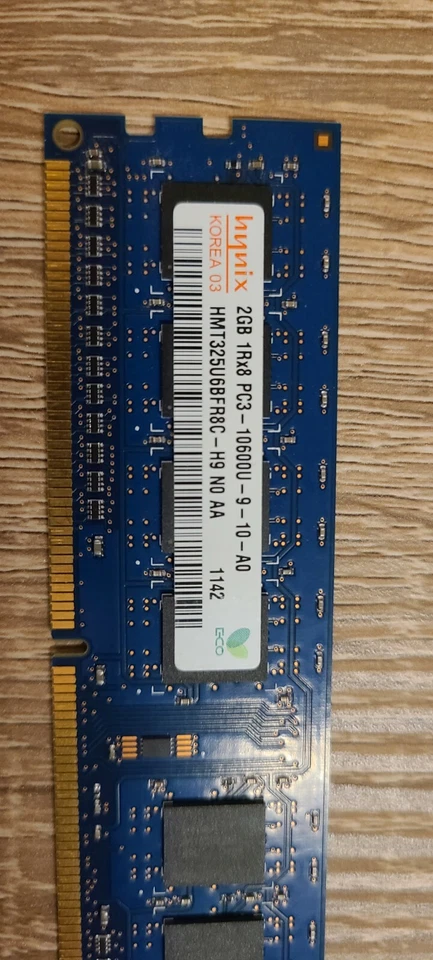 hynix
KOREA 03
2GB 1Rx8 PC3-10600U-9-10-A0
HMT325U6BFR8C-H9 N0 AA 1142
ECO